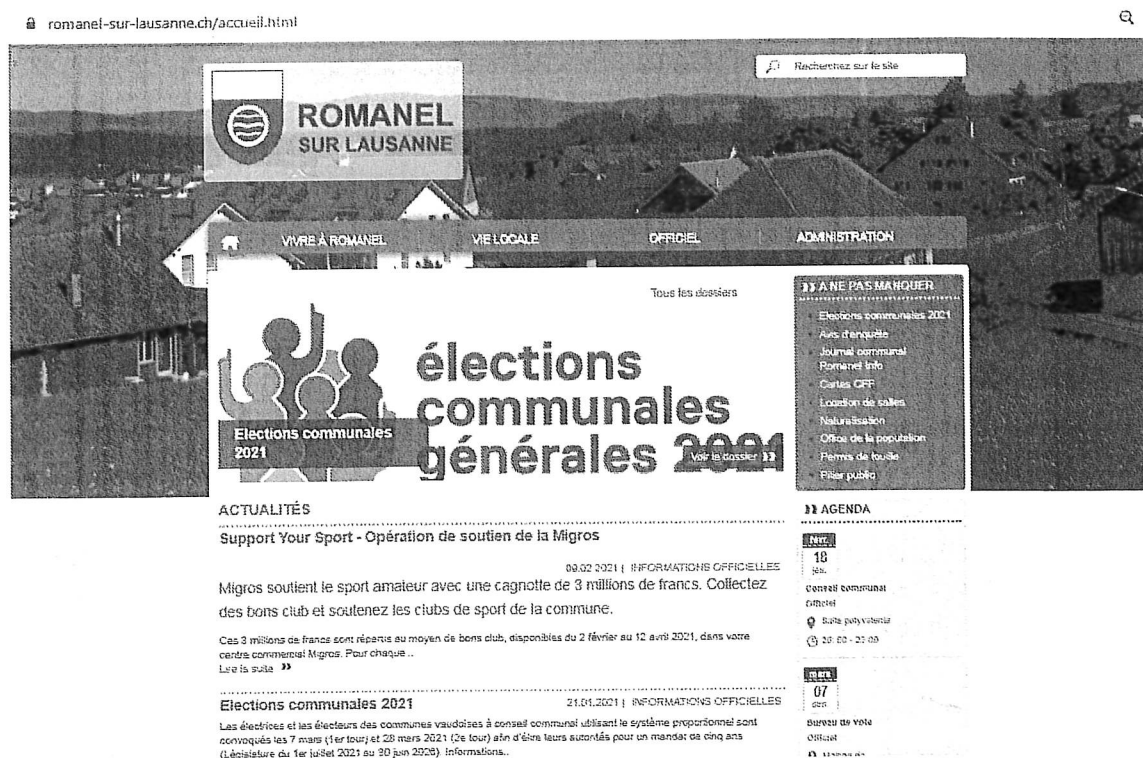 romanel-sur-lausanne.ch/accueil.html
Recherchez sur le site
ROMANEL
SUR LAUSANNE
VIVRE À ROMANEL
VIE LOCALE
OFFICIEL
ADMINISTRATION
Tous les dossiers
élections
communales
générales 2021
Elections communales
2021
Voir le dossier
A NE PAS MANQUER
Elections communales 2021
Avis d'enquête
Journal communal
Romanel Info
Cartes CFF
Location de salles
Naturalisation
Office de la population
Permis de fouille
Pilier public
ACTUALITÉS
Support Your Sport - Opération de soutien de la Migros
09.02.2021 | INFORMATIONS OFFICIELLES
Migros soutient le sport amateur avec une cagnotte de 3 millions de francs. Collectez
des bons club et soutenez les clubs de sport de la commune.
Ces 3 millions de francs sont répartis au moyen de bons club, disponibles du 2 février au 12 avril 2021, dans votre
centre commercial Migros. Pour chaque ..
Lire la suite
Elections communales 2021
21.01.2021 | INFORMATIONS OFFICIELLES
Les électrices et les électeurs des communes vaudoises à conseil communal utilisant le système proportionnel sont
convoqués les 7 mars (1er tour) et 28 mars 2021 (2e tour) afin d'élire leurs autorités pour un mandat de cinq ans
(Législature du 1er juillet 2021 au 30 juin 2026). Informations..
AGENDA
févr.
18
jeu.
Conseil communal
Officiel
Salle polyvalente
mars
07
dim.
Bureau de vote
Officiel